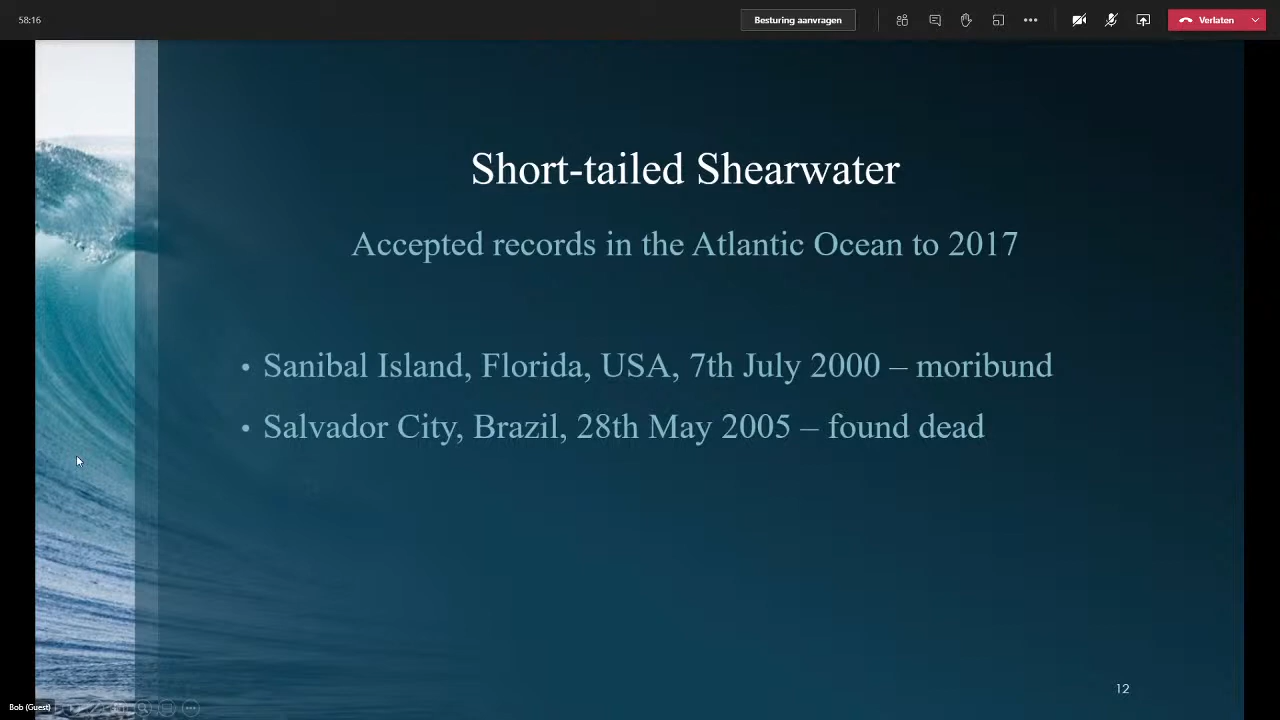 58:16
Besturing aanvragen
Verlaten
Short-tailed Shearwater
Accepted records in the Atlantic Ocean to 2017
• Sanibal Island, Florida, USA, 7th July 2000 – moribund
• Salvador City, Brazil, 28th May 2005 – found dead
12
Bob (Guest)